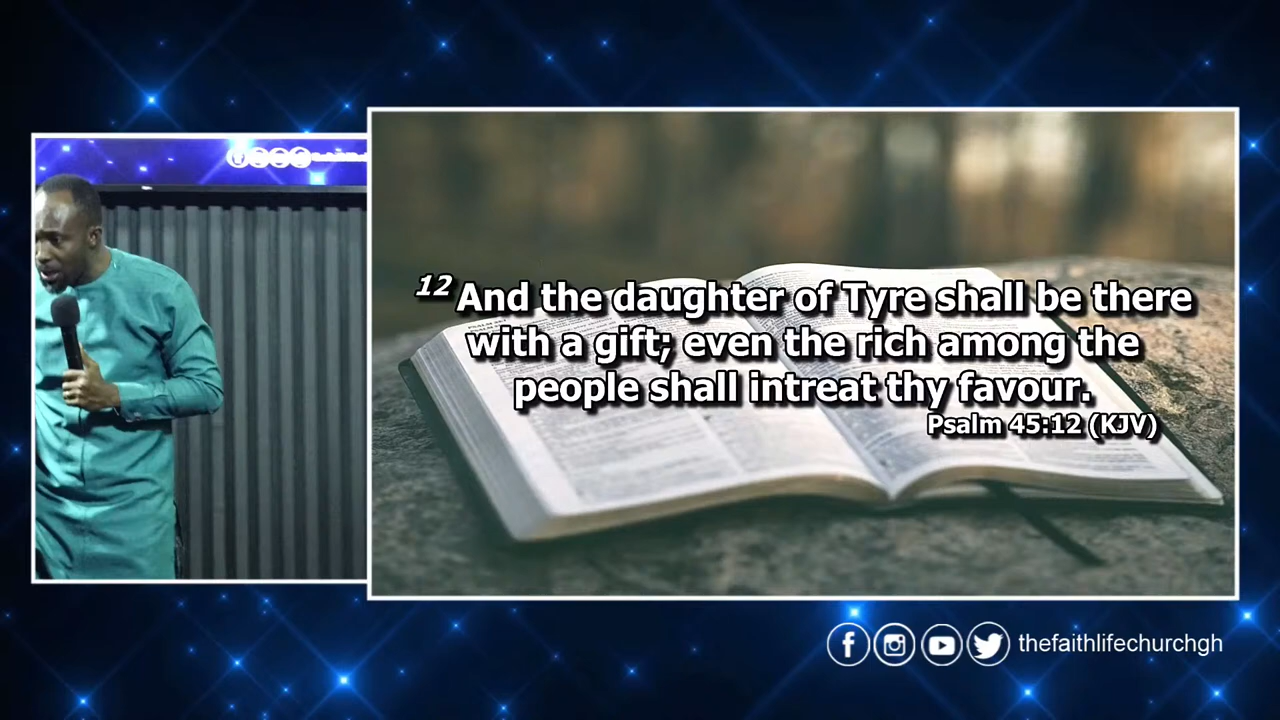 12 And the daughter of Tyre shall be there
with a gift; even the rich among the
people shall intreat thy favour.
Psalm 45:12 (KJV)
thefaithlifechurchgh